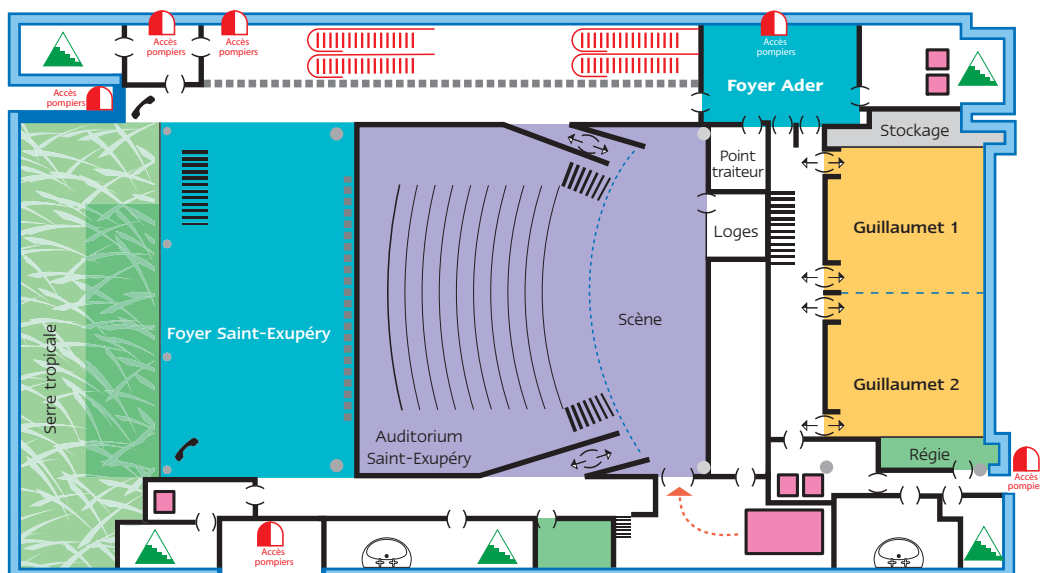 Accès
pompiers
Accès
pompiers
Accès
pompiers
Foyer Ader
Accès
pompiers
Stockage
Point
traiteur
Loges
Guillaumet 1
Serre tropicale
Foyer Saint-Exupéry
Scène
Guillaumet 2
Auditorium
Saint-Exupéry
Régie
Accès
pompie
Accès
pompiers